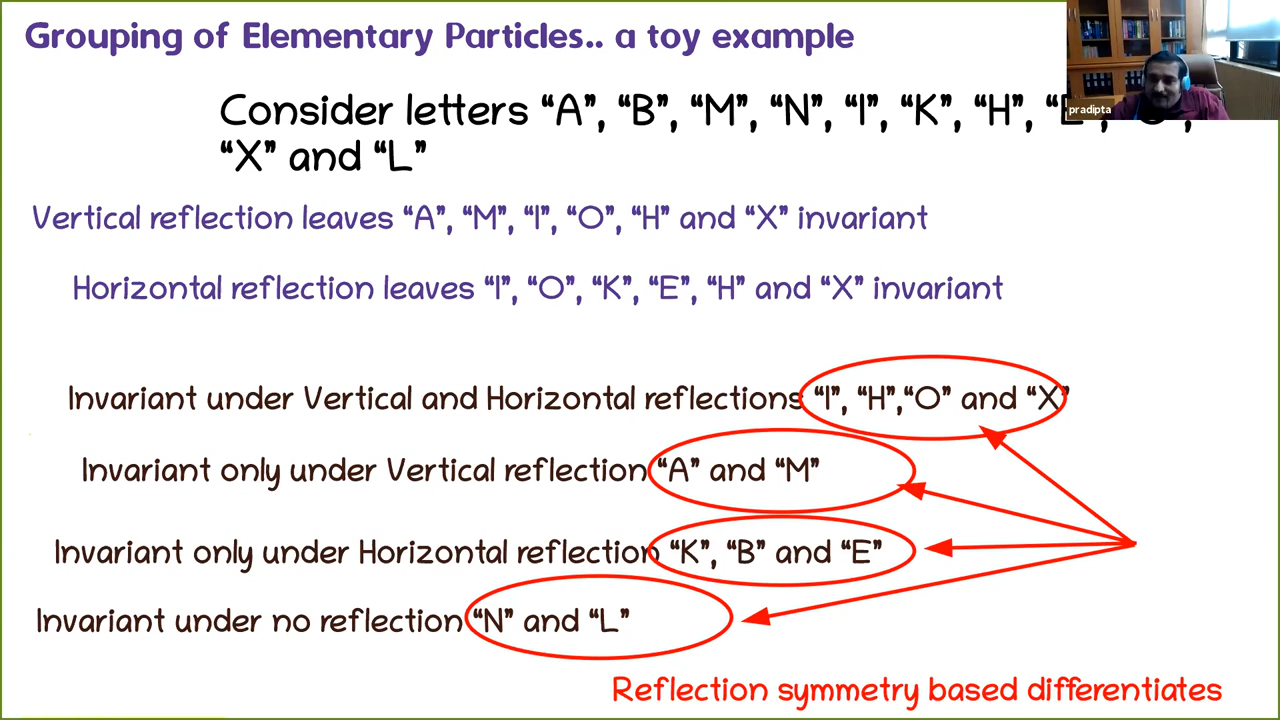 Grouping of Elementary Particles.. a toy example
pradipta
Consider letters “A”, “B”, “M”, “N”, “I”, “K”, “H”,
“X” and “L”
Vertical reflection leaves “A”, “M”, “I”, “O”, “H” and “X” invariant
Horizontal reflection leaves “I”, “O”, “K”, “E”, “H” and “X” invariant
Invariant under Vertical and Horizontal reflections “I”, “H”,“O” and “X”
Invariant only under Vertical reflection “A” and “M”
Invariant only under Horizontal reflection “K”, “B” and “E”
Invariant under no reflection “N” and “L”
Reflection symmetry based differentiates